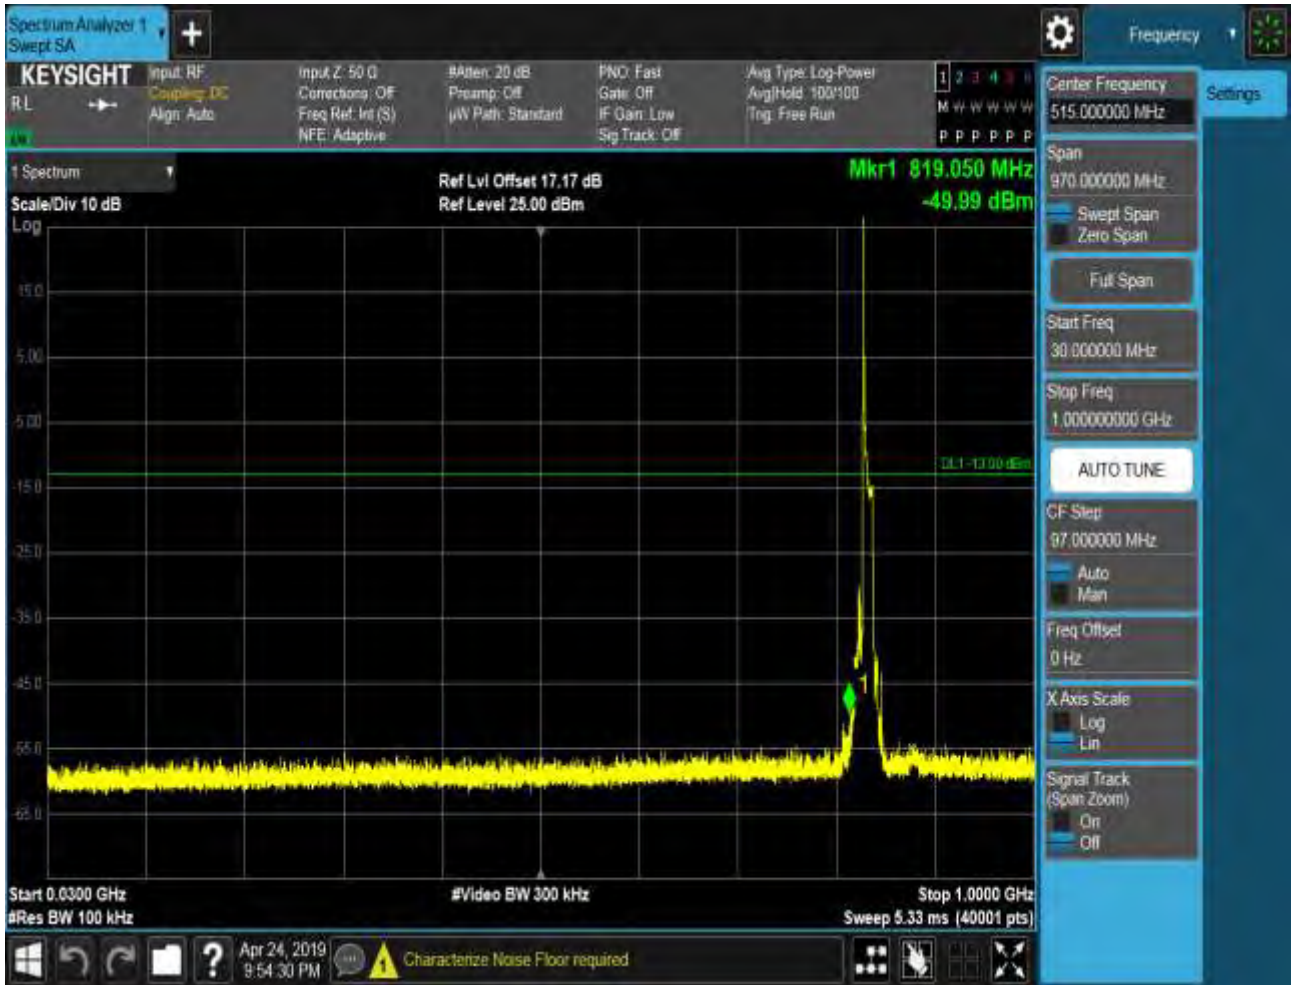 Spectrum Analyzer 1
Swept SA
+
Frequency
KEYSIGHT
RL
Input: RF
Coupling: DC
Align: Auto
Input Z: 50 Ω
Corrections: Off
Freq Ref: Int (S)
NFE: Adaptive
#Atten: 20 dB
Preamp: Off
µW Path: Standard
PNO: Fast
Gate: Off
IF Gain: Low
Sig Track: Off
Avg Type: Log-Power
Avg|Hold: 100/100
Trig: Free Run
1 2 3 4 5 6
M W W W W W
P P P P P P
Settings
Center Frequency
515.000000 MHz
Span
970.000000 MHz
Swept Span
Zero Span
Full Span
Start Freq
30.000000 MHz
Stop Freq
1.000000000 GHz
AUTO TUNE
CF Step
97.000000 MHz
Auto
Man
Freq Offset
0 Hz
X Axis Scale
Log
Lin
Signal Track
(Span Zoom)
On
Off
1 Spectrum
Scale/Div 10 dB
Log
Ref Lvl Offset 17.17 dB
Ref Level 25.00 dBm
Mkr1 819.050 MHz
-49.99 dBm
15.0
5.00
-5.00
DL1 -13.00 dBm
-15.0
-25.0
-35.0
-45.0
-55.0
-65.0
Start 0.0300 GHz
#Res BW 100 kHz
#Video BW 300 kHz
Stop 1.0000 GHz
Sweep 5.33 ms (40001 pts)
?
Apr 24, 2019
9:54:30 PM
1
Characterize Noise Floor required